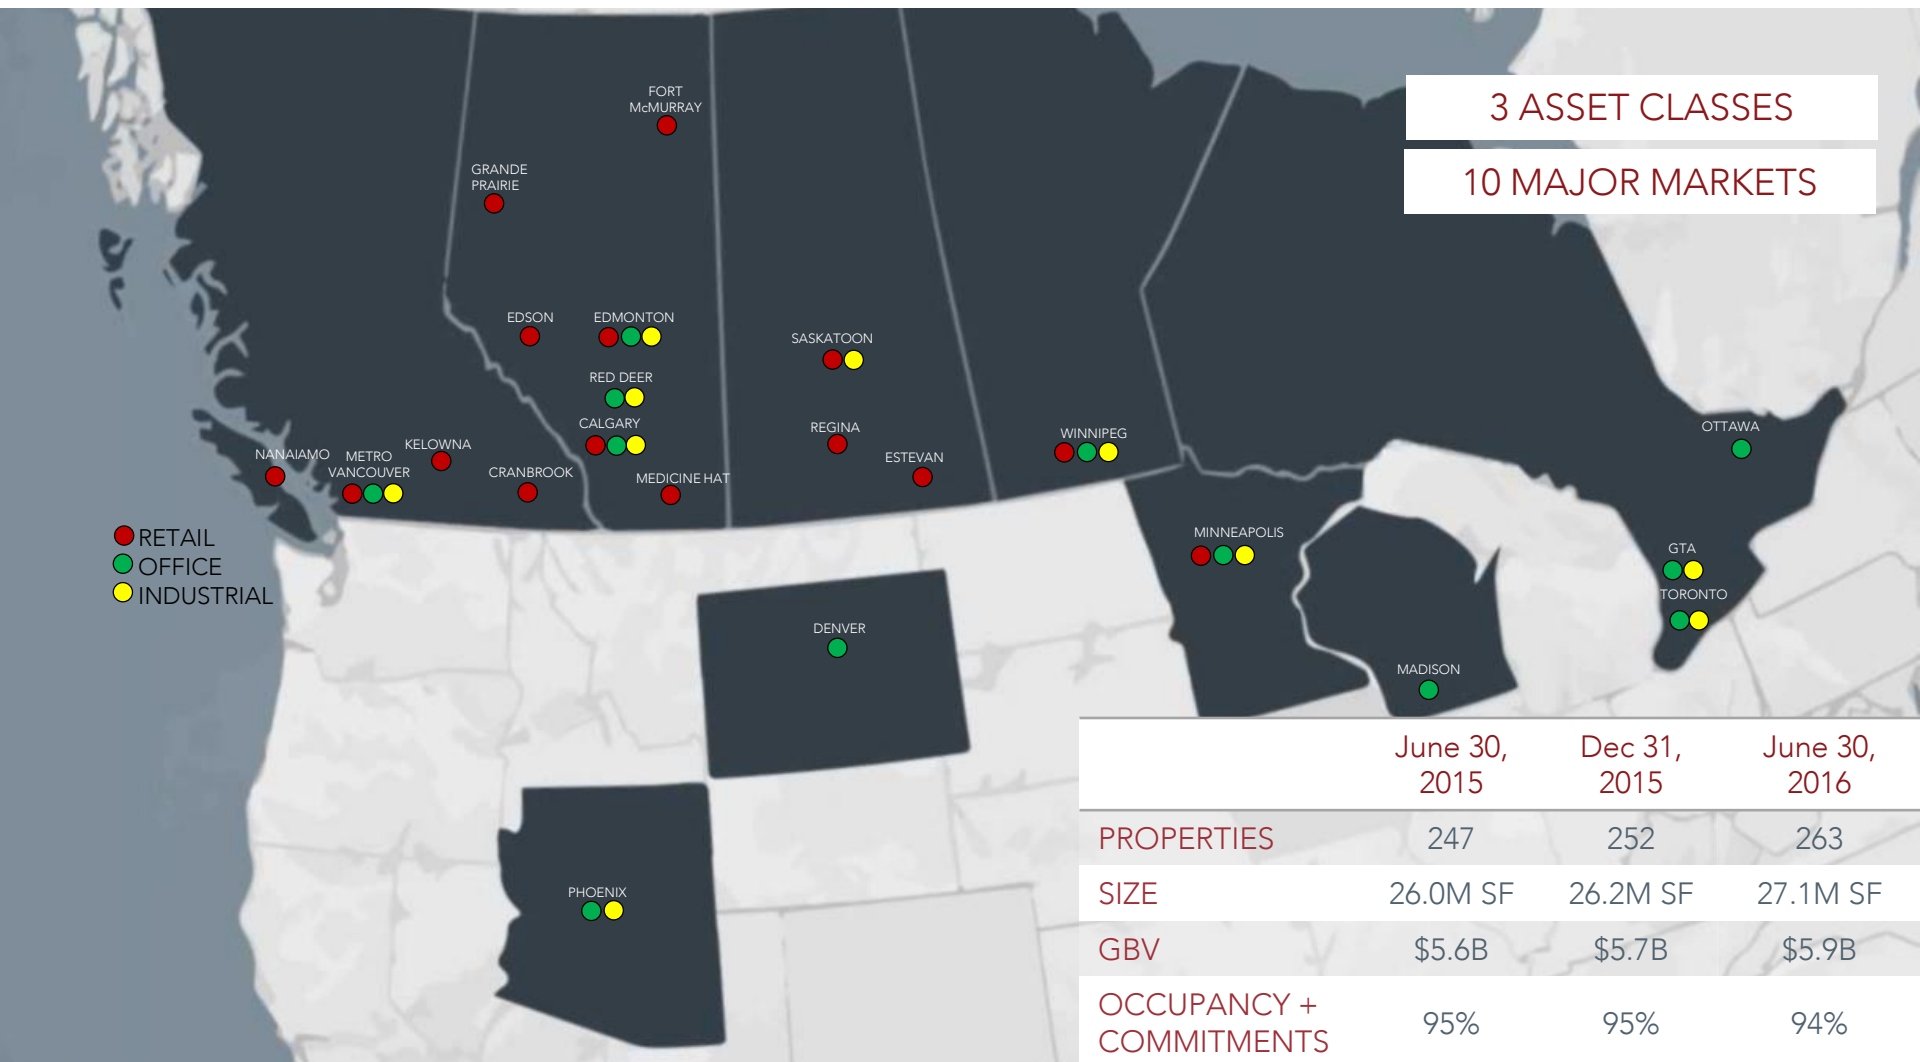 3 ASSET CLASSES
10 MAJOR MARKETS
FORT
McMURRAY
GRANDE
PRAIRIE
EDSON
EDMONTON
SASKATOON
RED DEER
CALGARY
REGINA
WINNIPEG
OTTAWA
NANAIAMO
METRO
VANCOUVER
KELOWNA
CRANBROOK
MEDICINE HAT
ESTEVAN
RETAIL
OFFICE
INDUSTRIAL
MINNEAPOLIS
GTA
TORONTO
DENVER
MADISON
PHOENIX
June 30, 2015
Dec 31, 2015
June 30, 2016
PROPERTIES 247 252 263
SIZE 26.0M SF 26.2M SF 27.1M SF
GBV $5.6B $5.7B $5.9B
OCCUPANCY +
COMMITMENTS 95% 95% 94%